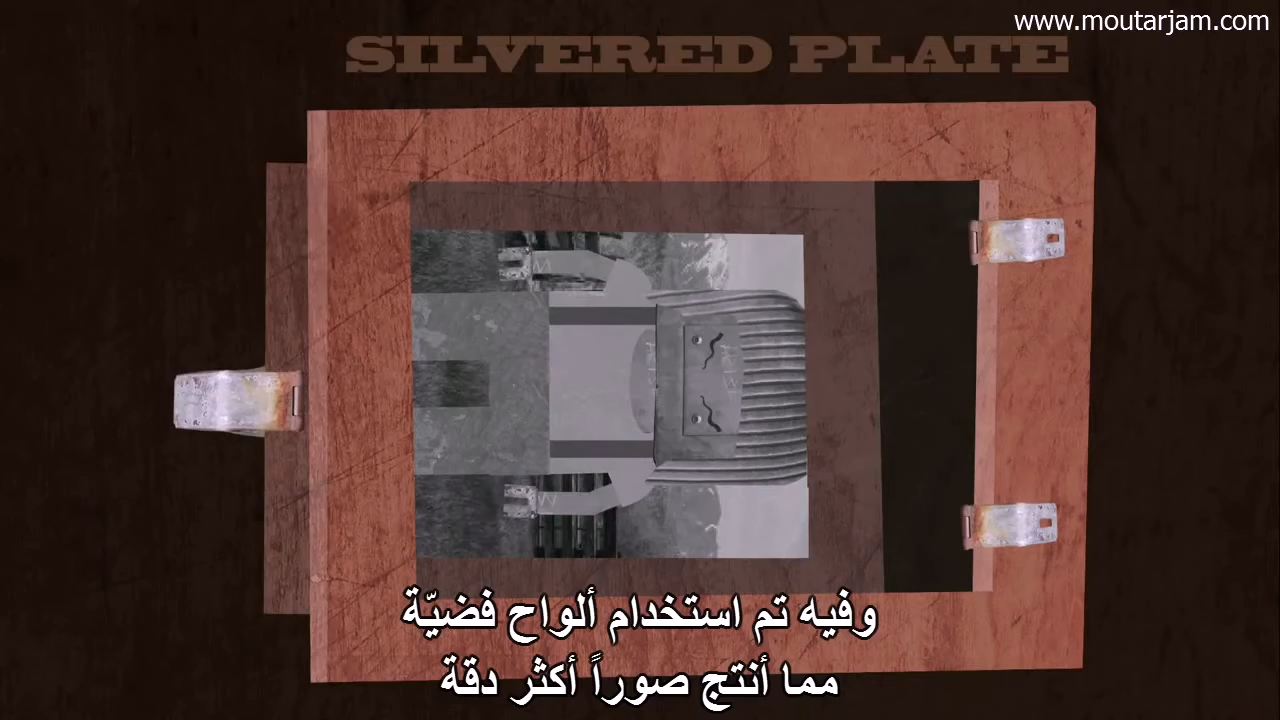 www.moutarjam.com
SILVERED PLATE
وفيه تم استخدام ألواح فضيّة
مما أنتج صوراً أكثر دقة